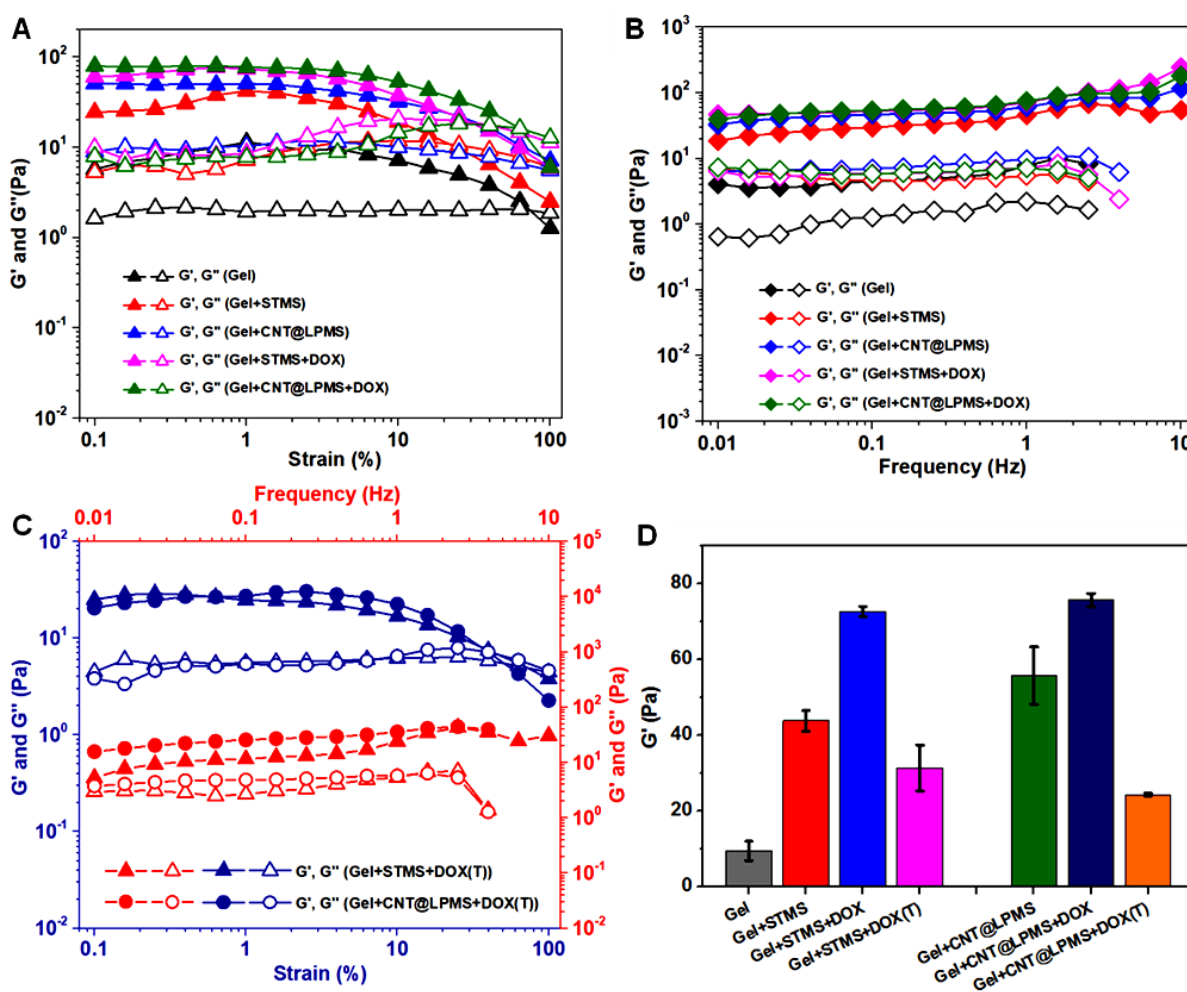 A
G' and G''(Pa)
10²
10¹
10⁰
10⁻¹
10⁻²
G', G'' (Gel)
G', G'' (Gel+STMS)
G', G'' (Gel+CNT@LPMS)
G', G'' (Gel+STMS+DOX)
G', G'' (Gel+CNT@LPMS+DOX)
0.1 1 10 100
Strain (%)
B
G' and G''(Pa)
10³
10²
10¹
10⁰
10⁻¹
10⁻²
10⁻³
G', G'' (Gel)
G', G'' (Gel+STMS)
G', G'' (Gel+CNT@LPMS)
G', G'' (Gel+STMS+DOX)
G', G'' (Gel+CNT@LPMS+DOX)
0.01 0.1 1 10
Frequency (Hz)
C
Frequency (Hz)
0.01 0.1 1 10
G' and G'' (Pa)
10²
10¹
10⁰
10⁻¹
10⁻²
10⁵
10⁴
10³
10²
10¹
10⁰
10⁻¹
10⁻²
G' and G'' (Pa)
G', G'' (Gel+STMS+DOX(T))
G', G'' (Gel+CNT@LPMS+DOX(T))
0.1 1 10 100
Strain (%)
D
G' (Pa)
80
60
40
20
0
Gel
Gel+STMS
Gel+STMS+DOX
Gel+STMS+DOX(T)
Gel+CNT@LPMS
Gel+CNT@LPMS+DOX
Gel+CNT@LPMS+DOX(T)